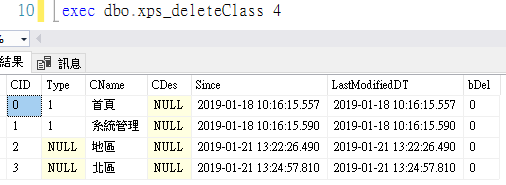 10 exec dbo.xps_deleteClass 4
%
結果 訊息
CID Type CName CDes Since LastModifiedDT bDel
0 1 首頁 NULL 2019-01-18 10:16:15.557 2019-01-18 10:16:15.557 0
1 1 系統管理 NULL 2019-01-18 10:16:15.590 2019-01-18 10:16:15.590 0
2 NULL 地區 NULL 2019-01-21 13:22:26.490 2019-01-21 13:22:26.490 0
3 NULL 北區 NULL 2019-01-21 13:24:57.810 2019-01-21 13:24:57.810 0